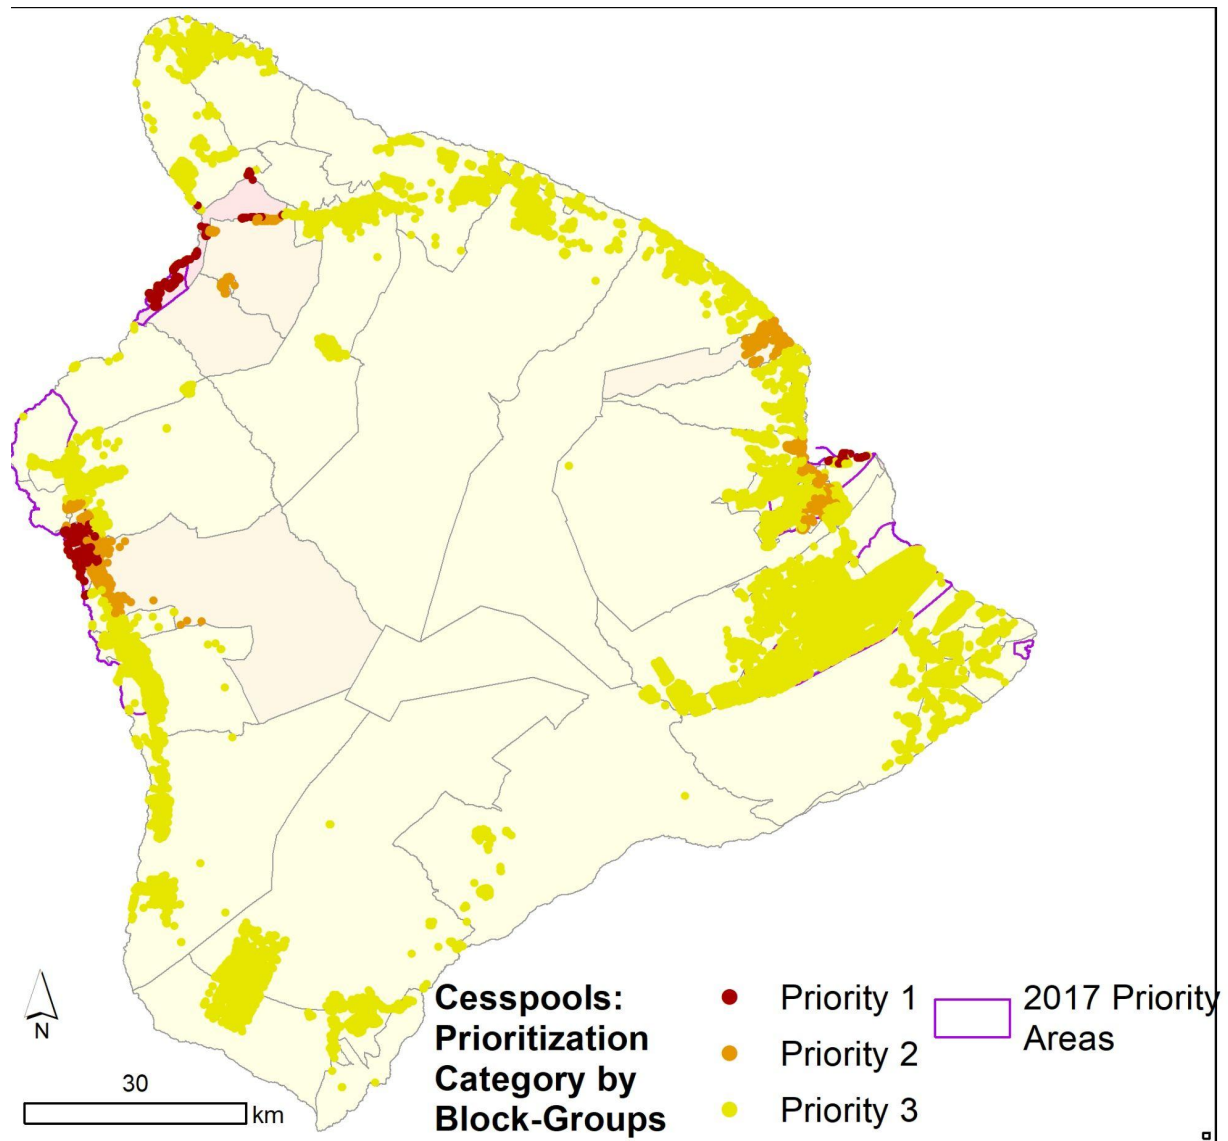 N
30
km
Cesspools:
Prioritization
Category by
Block-Groups
Priority 1
Priority 2
Priority 3
2017 Priority
Areas